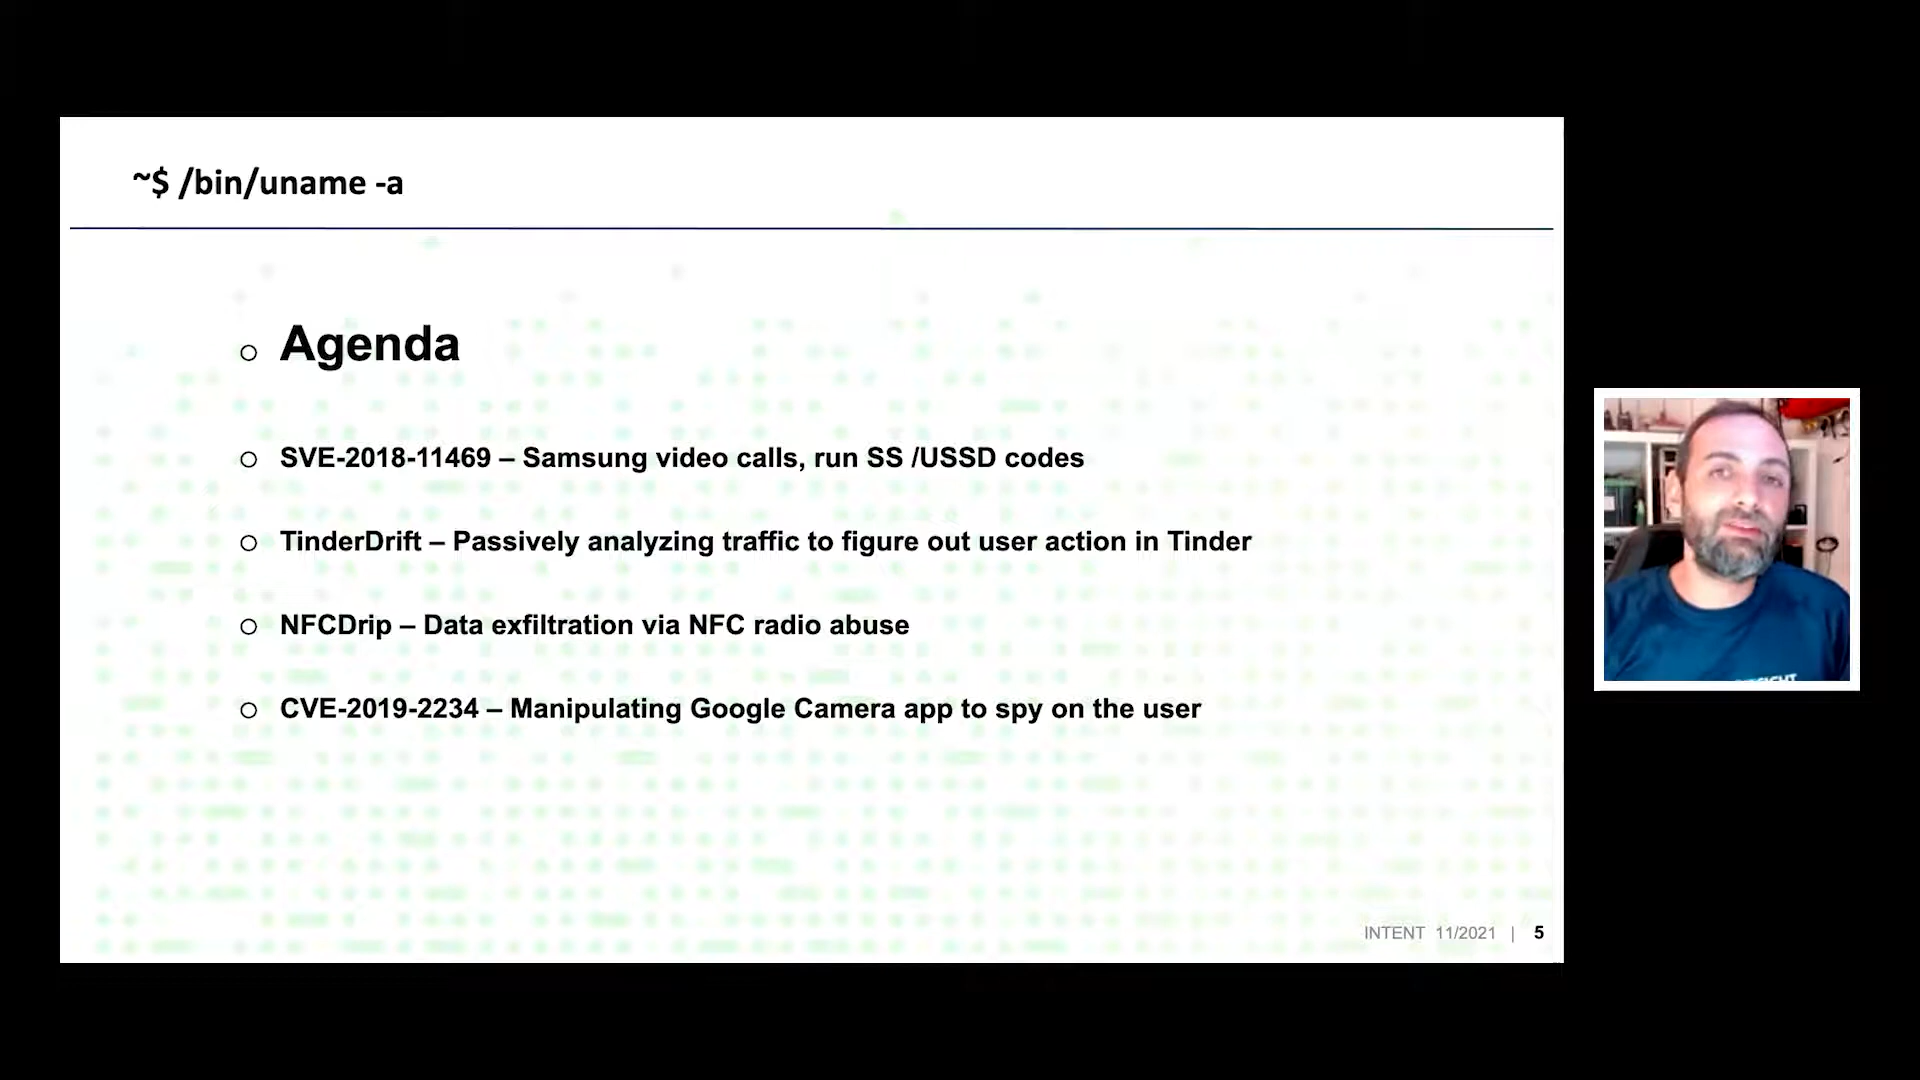 ~$ /bin/uname -a
Agenda
SVE-2018-11469 – Samsung video calls, run SS /USSD codes
TinderDrift – Passively analyzing traffic to figure out user action in Tinder
NFCDrip – Data exfiltration via NFC radio abuse
CVE-2019-2234 – Manipulating Google Camera app to spy on the user
INTENT 11/2021 | 5